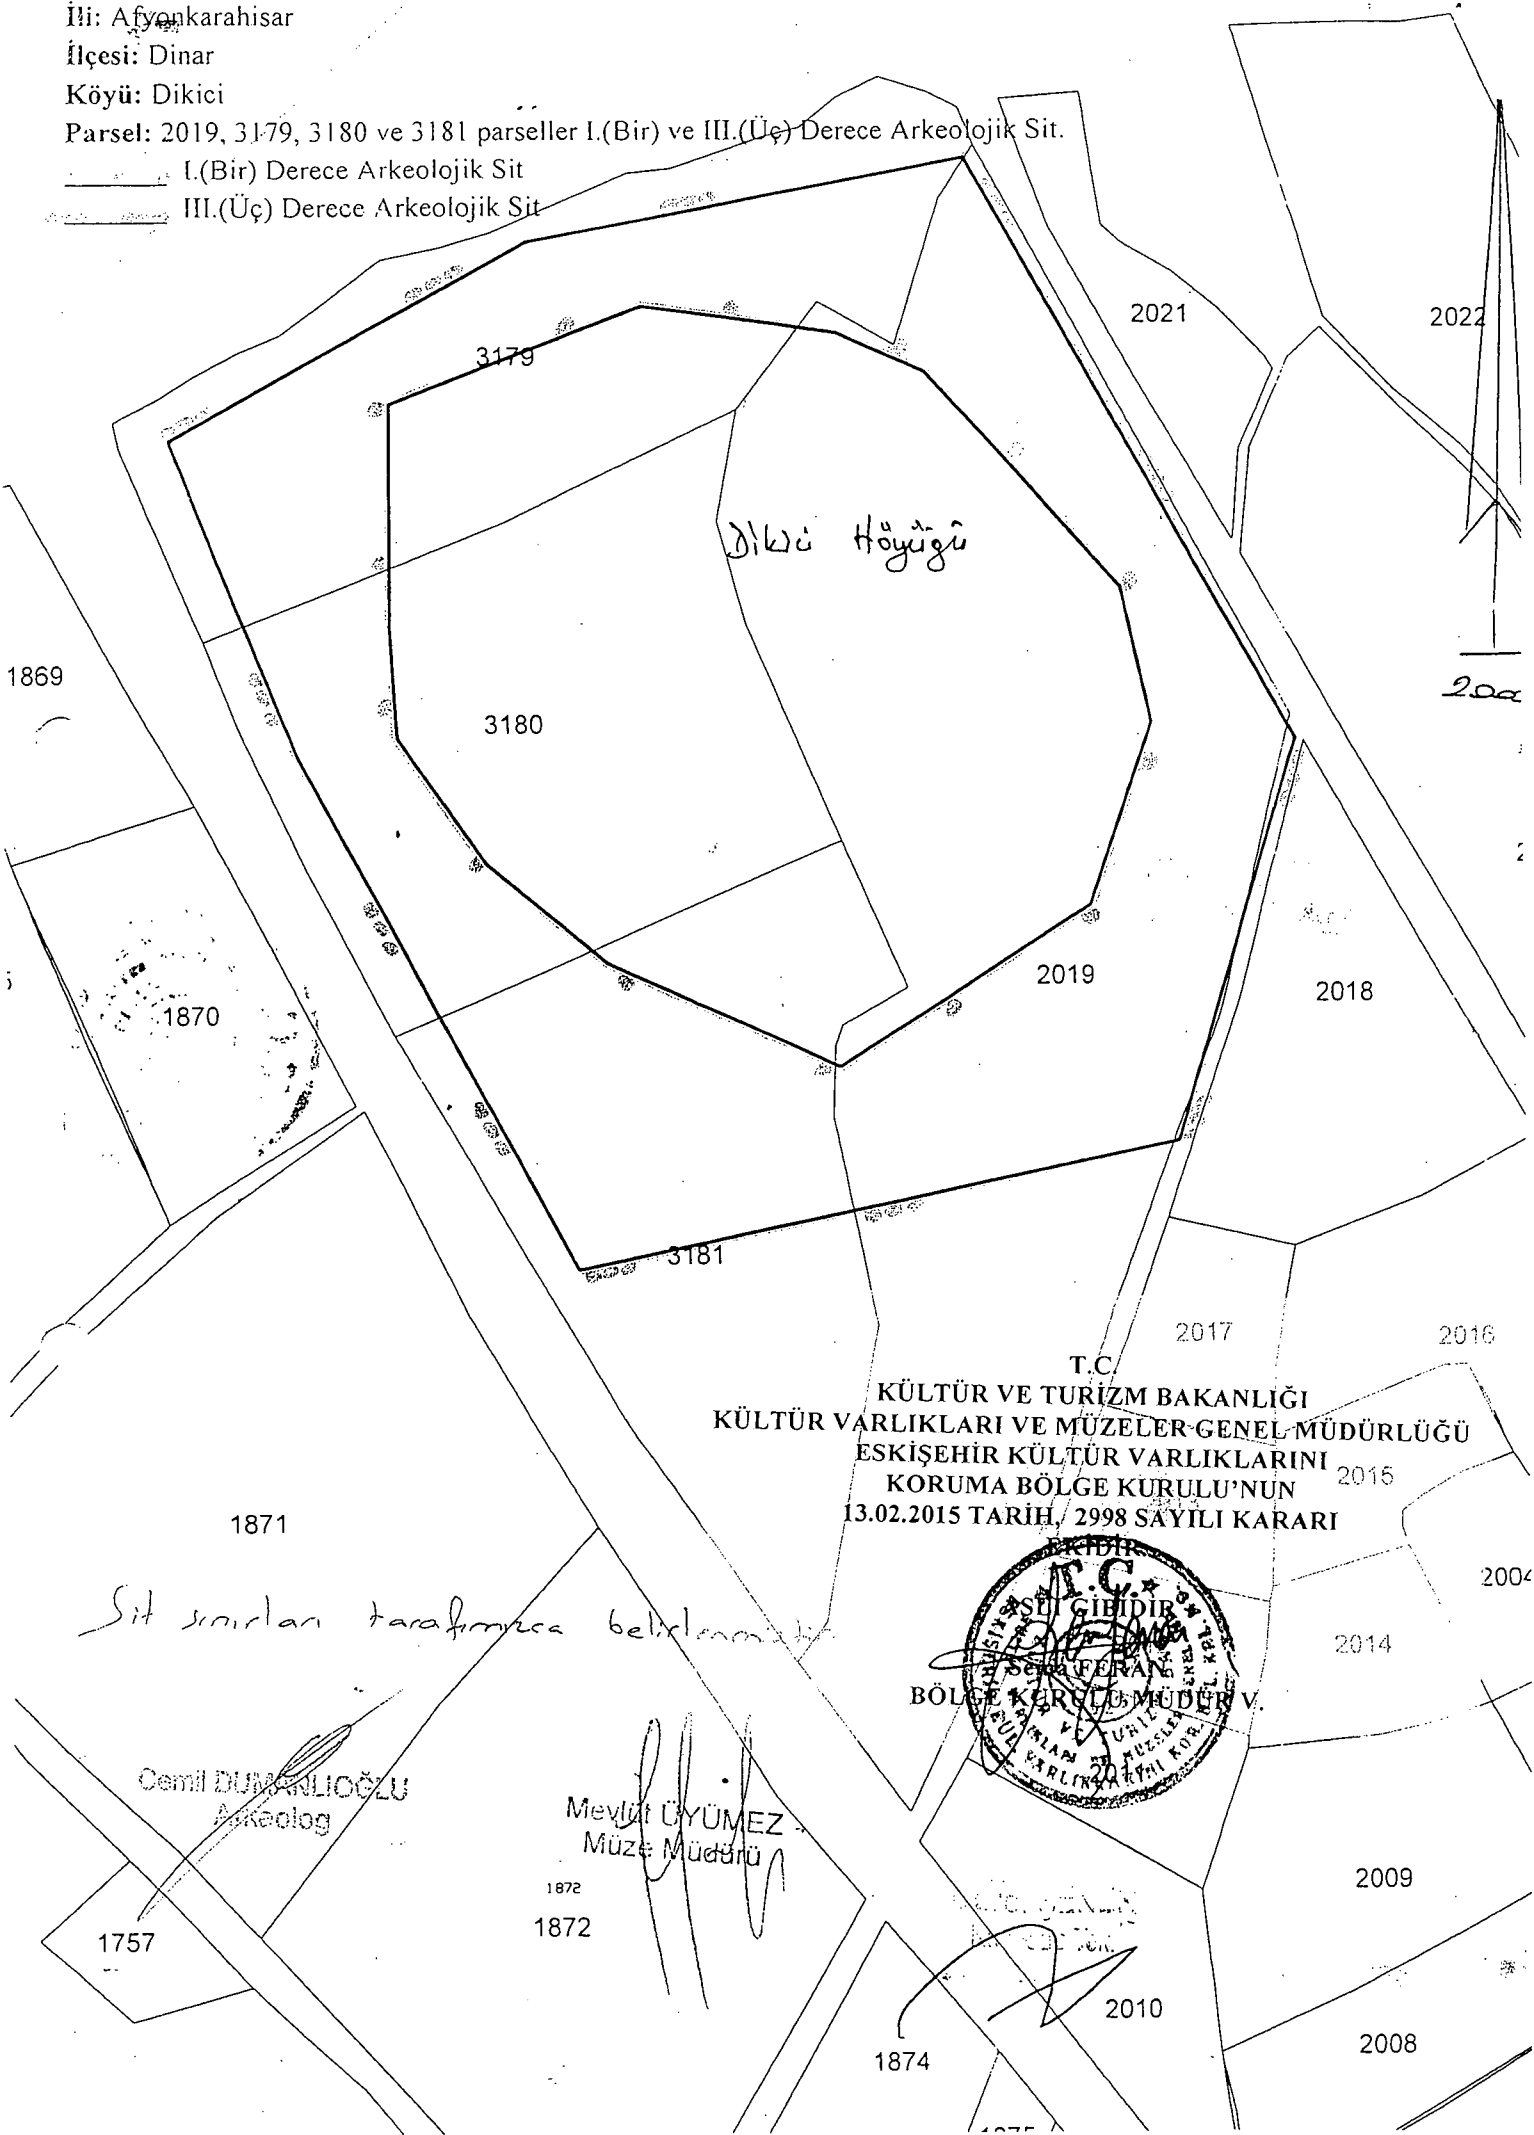 İli: Afyonkarahisar
İlçesi: Dinar
Köyü: Dikici
Parsel: 2019, 3179, 3180 ve 3181 parseller I.(Bir) ve III.(Üç) Derece Arkeolojik Sit.
I.(Bir) Derece Arkeolojik Sit
III.(Üç) Derece Arkeolojik Sit
2021
2022
3179
Dikici Höyüğü
1869
3180
2019
2018
1870
3181
2017
2016
T.C.
KÜLTÜR VE TURİZM BAKANLIĞI
KÜLTÜR VARLIKLARI VE MÜZELER GENEL MÜDÜRLÜĞÜ
ESKİŞEHİR KÜLTÜR VARLIKLARINI
KORUMA BÖLGE KURULU'NUN
13.02.2015 TARİH, 2998 SAYILI KARARI
EKİDİR
2015
1871
T.C.
ASLI GİBİDİR
2004
Sit sınırları tarafımızca belirlenmiştir
2014
Sema FERAN
BÖLGE KURULU MÜDÜR V.
Cemil DUMANLIOĞLU
Arkeolog
Mevlüt ÜYÜMEZ
Müze Müdürü
2009
1872
1872
1757
2010
1874
2008